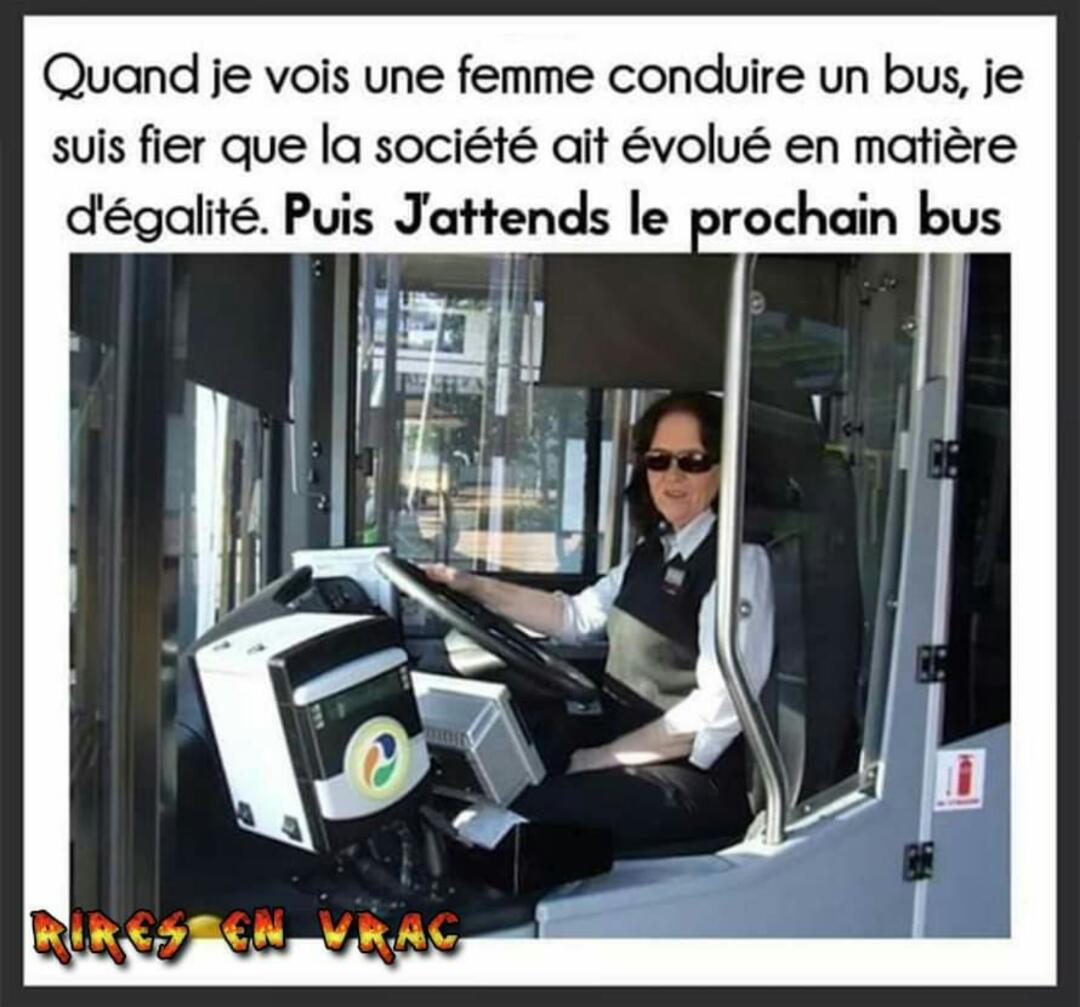 Quand je vois une femme conduire un bus, je
suis fier que la société ait évolué en matière
d'égalité. Puis J'attends le prochain bus
RIRES EN VRAC